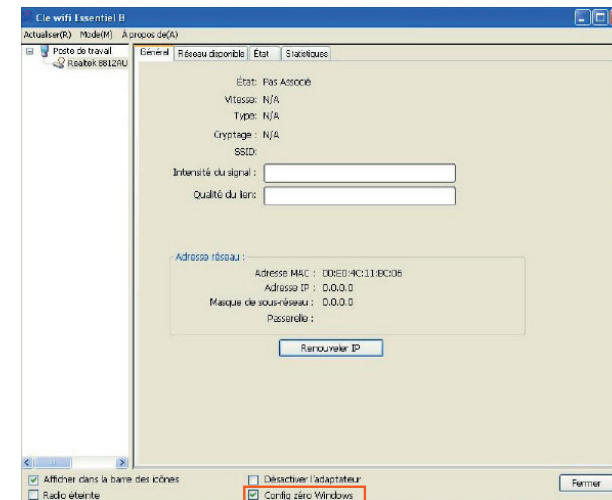 Cle wifi Essentiel B
Actualiser(R) Mode(M) À propos de(A)
Poste de travail
Realtek 8812AU
Général Réseau disponible État Statistiques
État: Pas Associé
Vitesse: N/A
Type: N/A
Cryptage : N/A
SSID:
Intensité du signal :
Qualité du lien:
Adresse réseau :
Adresse MAC : 00:E0:4C:11:BC:06
Adresse IP : 0.0.0.0
Masque de sous-réseau : 0.0.0.0
Passerelle :
Renouveler IP
Afficher dans la barre des icônes
Désactiver l'adaptateur
Fermer
Radio éteinte
Config zéro Windows